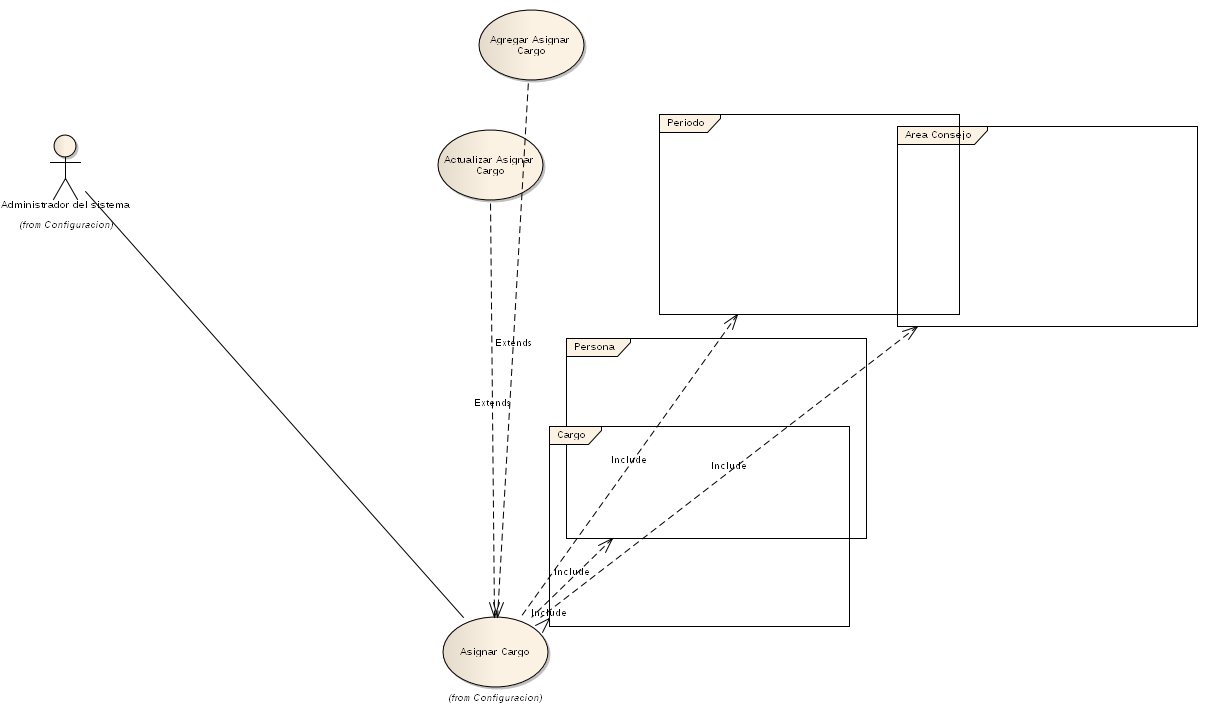 Agregar Asignar
Cargo
Periodo
Area Consejo
Actualizar Asignar
Cargo
Administrador del sistema
(from Configuracion)
Extends
Persona
Extends
Cargo
Include
Include
Include
Include
Asignar Cargo
(from Configuracion)